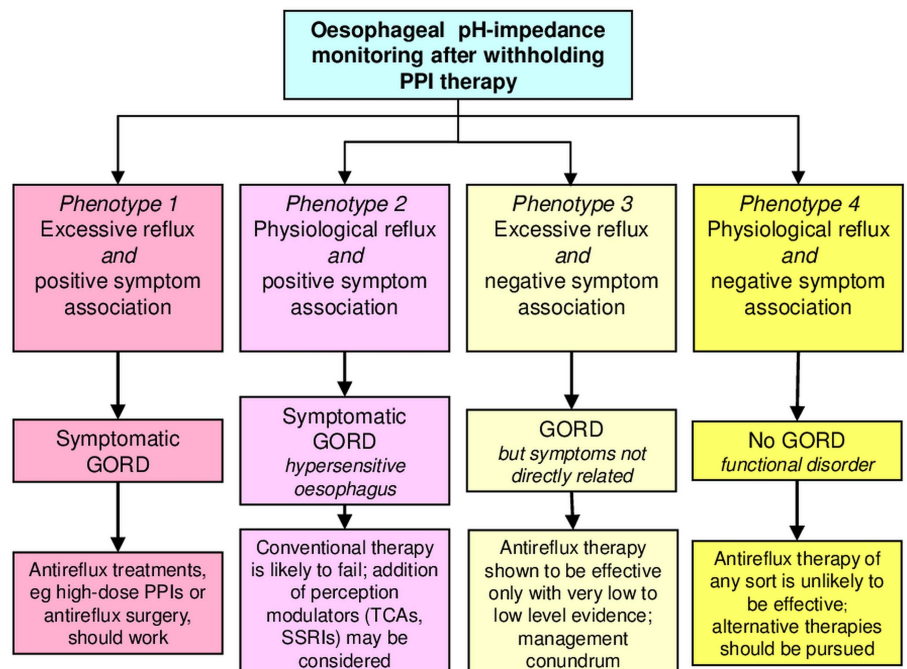 Oesophageal pH-impedance
monitoring after withholding
PPI therapy
Phenotype 1
Excessive reflux
and
positive symptom
association
Phenotype 2
Physiological reflux
and
positive symptom
association
Phenotype 3
Excessive reflux
and
negative symptom
association
Phenotype 4
Physiological reflux
and
negative symptom
association
Symptomatic
GORD
Symptomatic
GORD
hypersensitive
oesophagus
GORD
but symptoms not
directly related
No GORD
functional disorder
Antireflux treatments,
eg high-dose PPIs or
antireflux surgery,
should work
Conventional therapy
is likely to fail; addition
of perception
modulators (TCAs,
SSRIs) may be
considered
Antireflux therapy
shown to be effective
only with very low to
low level evidence;
management
conundrum
Antireflux therapy of
any sort is unlikely to
be effective;
alternative therapies
should be pursued